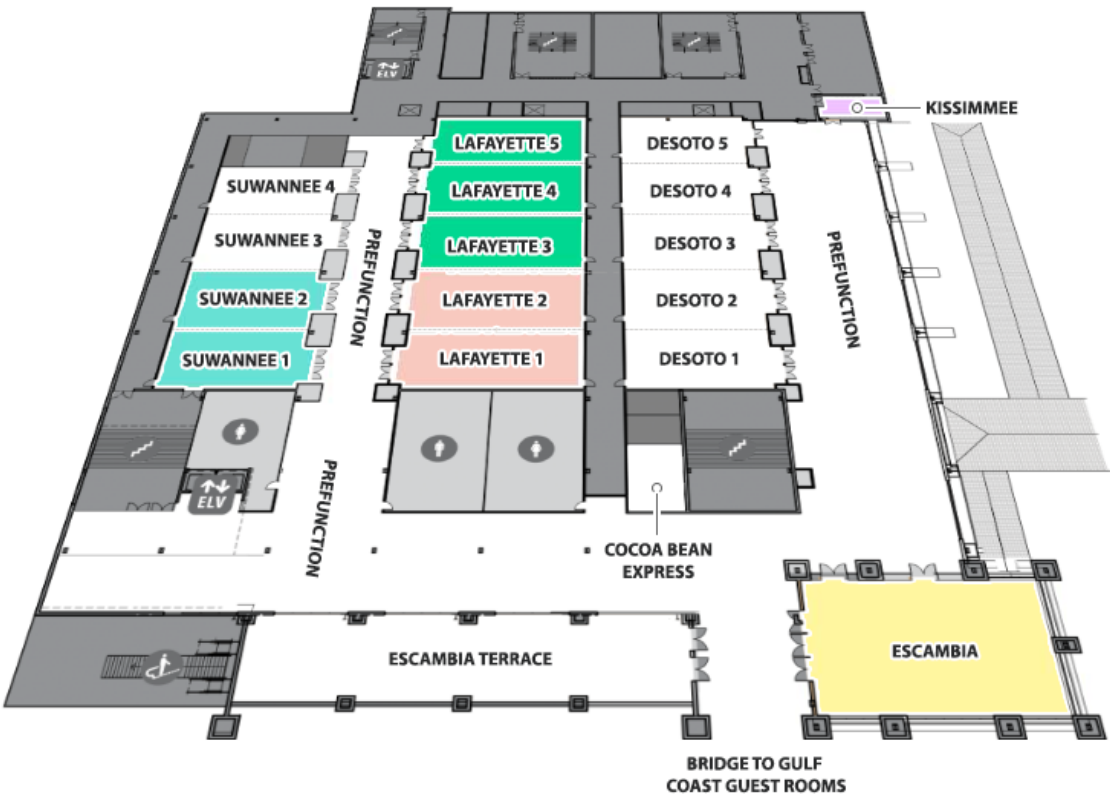 ELV
KISSIMMEE
LAFAYETTE 5
DESOTO 5
SUWANNEE 4
LAFAYETTE 4
DESOTO 4
SUWANNEE 3
PREFUNCTION
LAFAYETTE 3
DESOTO 3
PREFUNCTION
SUWANNEE 2
LAFAYETTE 2
DESOTO 2
SUWANNEE 1
LAFAYETTE 1
DESOTO 1
ELV
PREFUNCTION
COCOA BEAN
EXPRESS
ESCAMBIA TERRACE
ESCAMBIA
BRIDGE TO GULF
COAST GUEST ROOMS